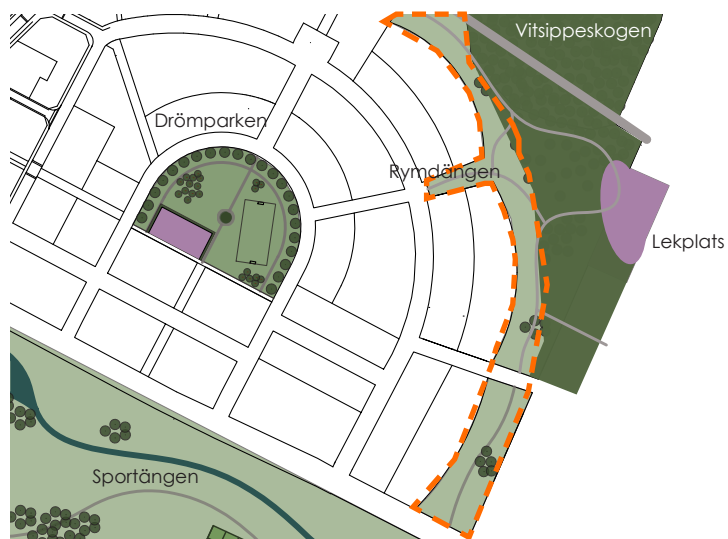 Vitsippeskogen
Drömparken
Rymdängen
Lekplats
Sportängen